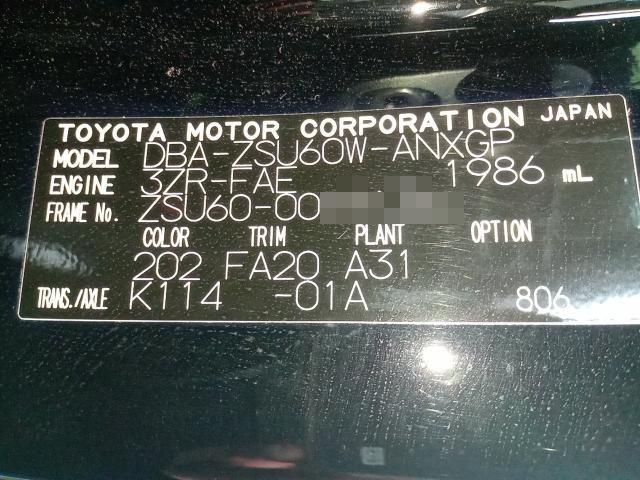 TOYOTA MOTOR CORPORATION JAPAN
MODEL DBA-ZSU60W-ANXGP
ENGINE 3ZR-FAE 1986 mL
FRAME No. ZSU60-00
COLOR TRIM PLANT OPTION
202 FA20 A31
TRANS./AXLE K114 -01A 806